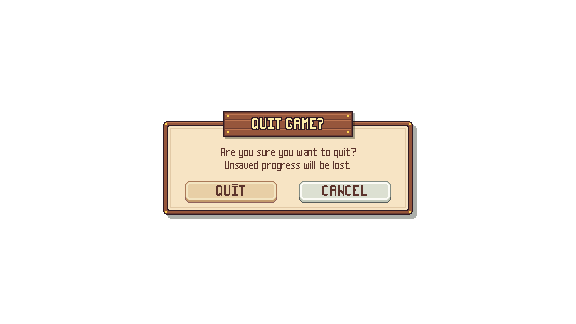 QUIT GAME?
Are you sure you want to quit?
Unsaved progress will be lost.
QUIT
CANCEL